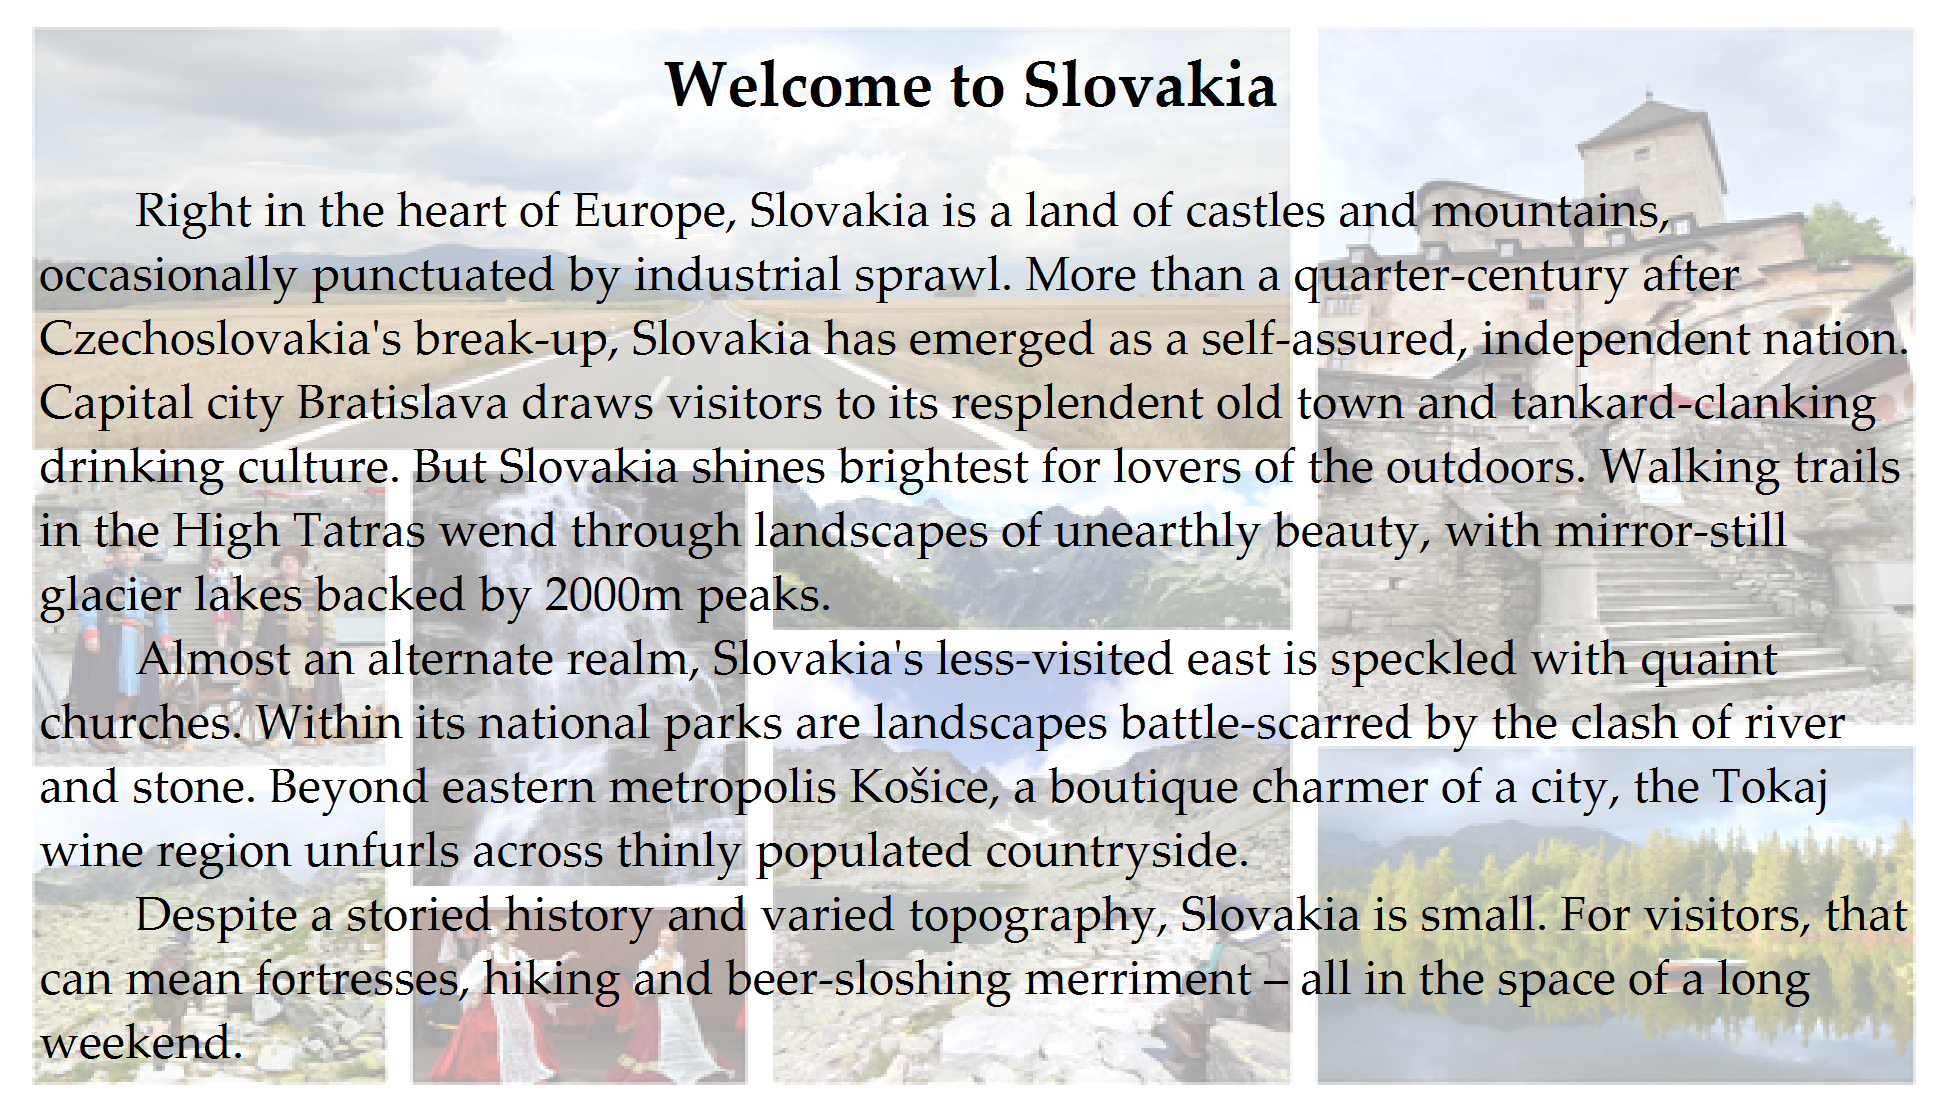 Welcome to Slovakia
Right in the heart of Europe, Slovakia is a land of castles and mountains,
occasionally punctuated by industrial sprawl. More than a quarter-century after
Czechoslovakia's break-up, Slovakia has emerged as a self-assured, independent nation.
Capital city Bratislava draws visitors to its resplendent old town and tankard-clanking
drinking culture. But Slovakia shines brightest for lovers of the outdoors. Walking trails
in the High Tatras wend through landscapes of unearthly beauty, with mirror-still
glacier lakes backed by 2000m peaks.
Almost an alternate realm, Slovakia's less-visited east is speckled with quaint
churches. Within its national parks are landscapes battle-scarred by the clash of river
and stone. Beyond eastern metropolis Košice, a boutique charmer of a city, the Tokaj
wine region unfurls across thinly populated countryside.
Despite a storied history and varied topography, Slovakia is small. For visitors, that
can mean fortresses, hiking and beer-sloshing merriment – all in the space of a long
weekend.